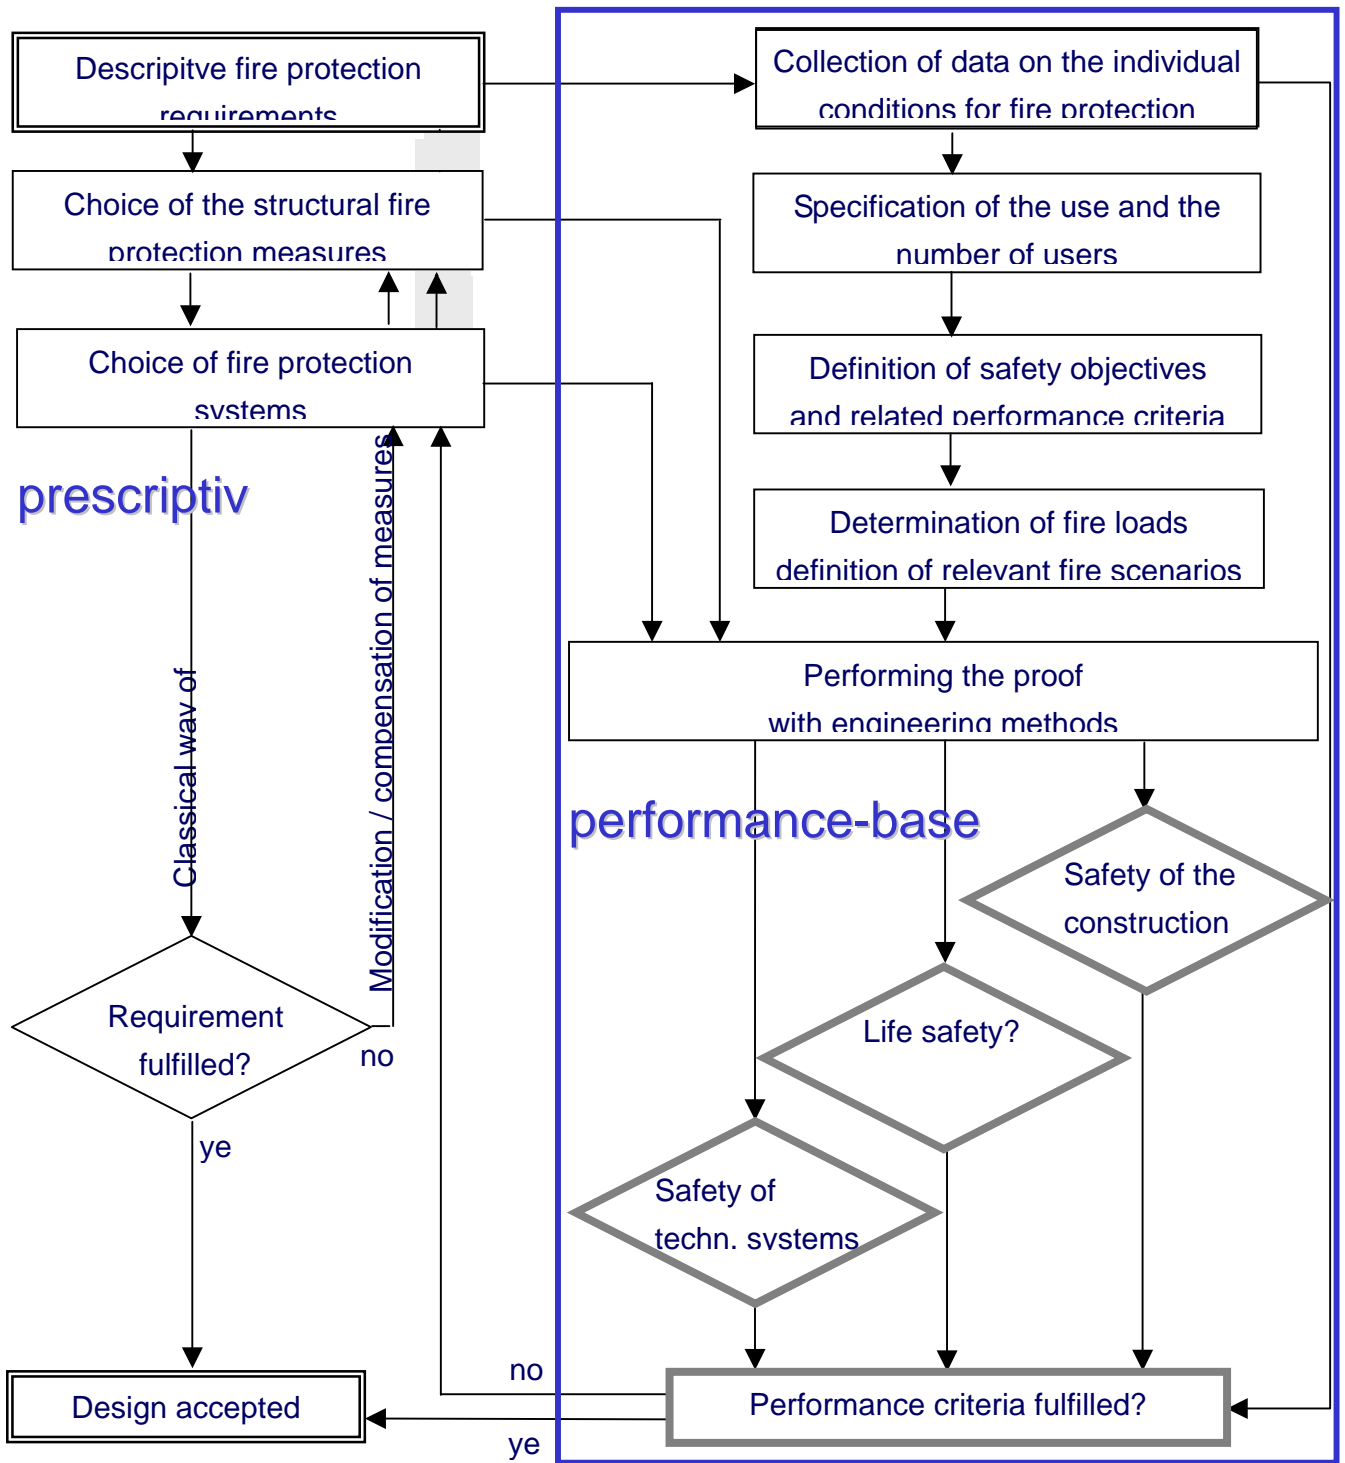 Descripitve fire protection
requirements
Choice of the structural fire
protection measures
Choice of fire protection
systems
prescriptiv
Classical way of
Modification / compensation of measures
Requirement
fulfilled?
no
ye
Design accepted
Collection of data on the individual
conditions for fire protection
Specification of the use and the
number of users
Definition of safety objectives
and related performance criteria
Determination of fire loads
definition of relevant fire scenarios
Performing the proof
with engineering methods
performance-base
Safety of the
construction
Life safety?
Safety of
techn. systems
Performance criteria fulfilled?
no
ye